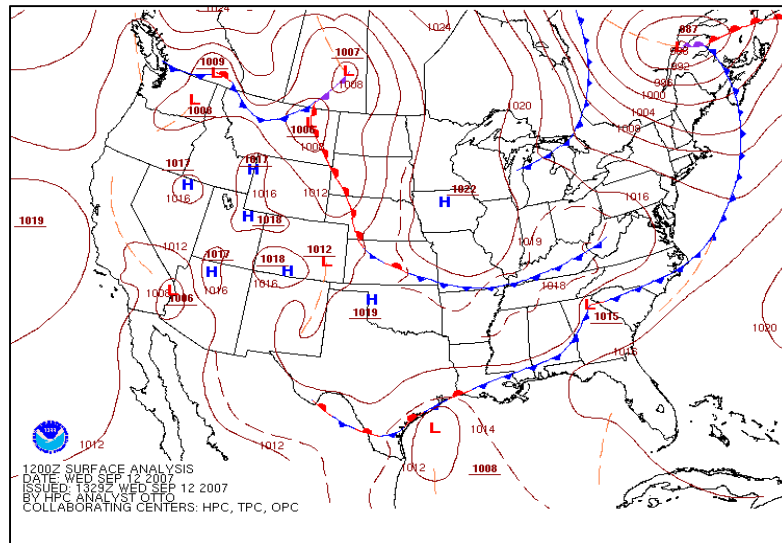 1024
1024
987
1009
1007
988
992
996
1000
1004
1008
L
L
L
1008
L
1008
1020
L
1006
1008
1017
H
1016
1017
H
1016
1012
1022
H
1016
H
1018
1016
1019
1012
1019
1017
H
1016
1018
H
1012
L
1018
1016
1008
L
1006
H
1019
L
1015
1020
1016
1012
1012
L
1014
1012
1008
1200Z SURFACE ANALYSIS
DATE: WED SEP 12 2007
ISSUED: 1329Z WED SEP 12 2007
BY HPC ANALYST OTTO
COLLABORATING CENTERS: HPC, TPC, OPC